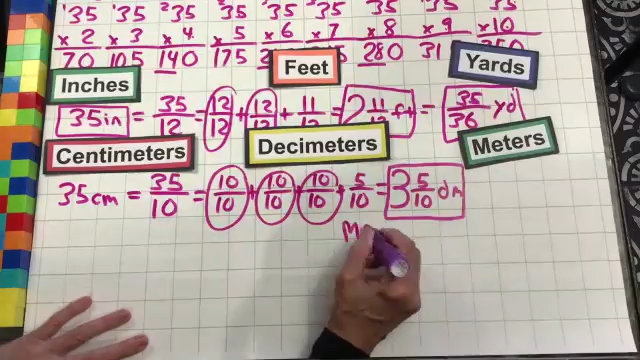 35 35 35 35 35 35 35 35 35
x 2 x 3 x 4 x 5 x 6 x 7 x 8 x 9 x 10
70 105 140 175 280 31
Inches Feet Yards
35in = 35/12 = 12/12 + 12/12 + 11/12 = 2 11/12 ft = 35/36 yd
Centimeters Decimeters Meters
35cm = 35/10 = 10/10 + 10/10 + 10/10 + 5/10 = 3 5/10 dm
M